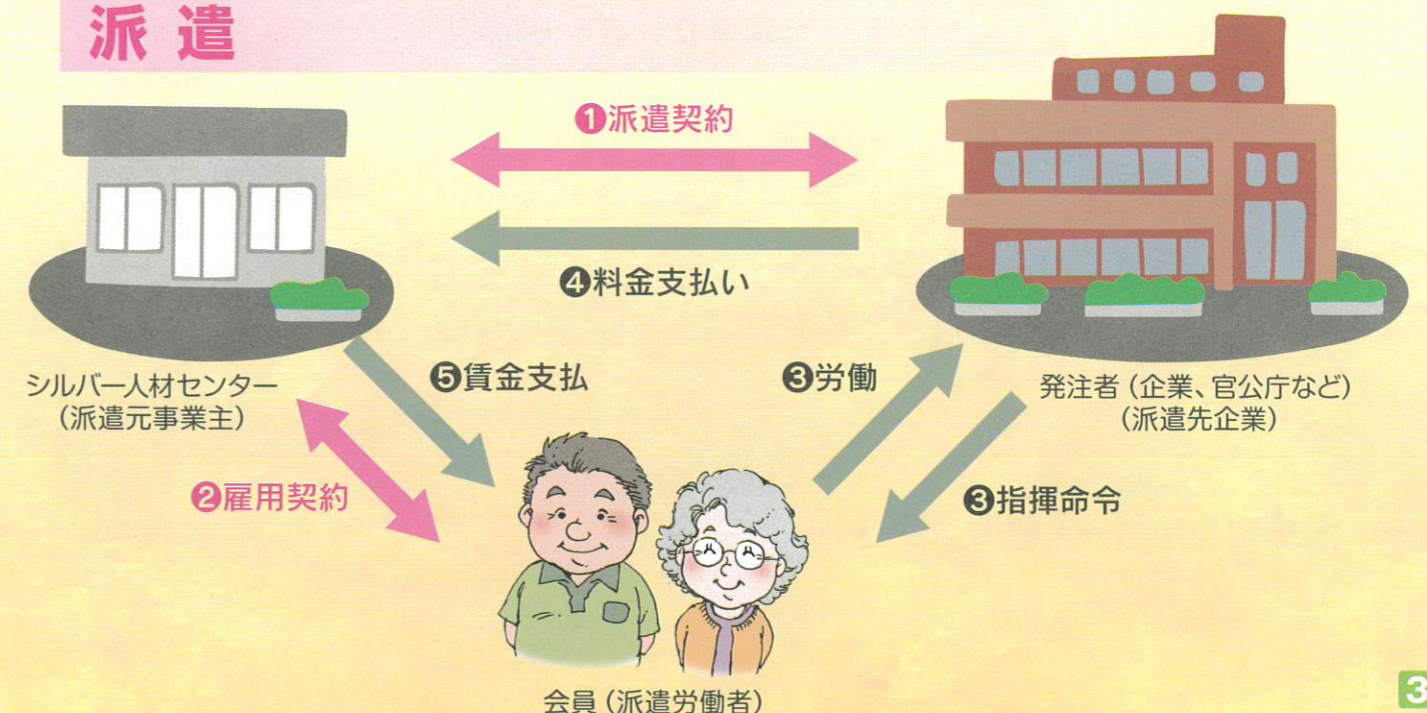 派遣
❶派遣契約
❹料金支払い
シルバー人材センター
（派遣元事業主）
❺賃金支払
❸労働
発注者（企業、官公庁など）
（派遣先企業）
❷雇用契約
❸指揮命令
会員（派遣労働者）
3